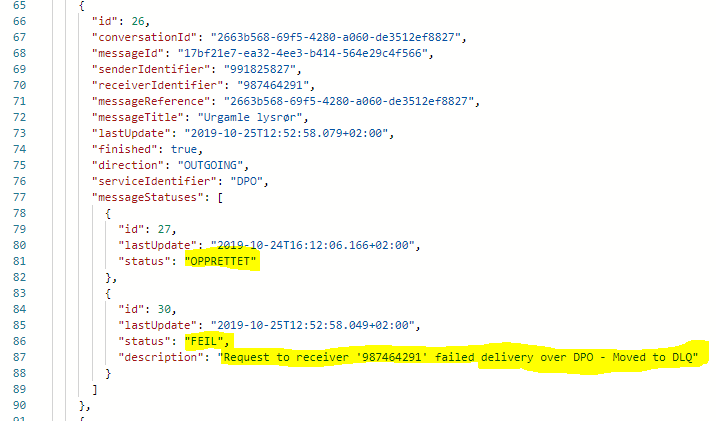 65 {
66 "id": 26,
67 "conversationId": "2663b568-69f5-4280-a060-de3512ef8827",
68 "messageId": "17bf21e7-ea32-4ee3-b414-564e29c4f566",
69 "senderIdentifier": "991825827",
70 "receiverIdentifier": "987464291",
71 "messageReference": "2663b568-69f5-4280-a060-de3512ef8827",
72 "messageTitle": "Urgamle lysrør",
73 "lastUpdate": "2019-10-25T12:52:58.079+02:00",
74 "finished": true,
75 "direction": "OUTGOING",
76 "serviceIdentifier": "DPO",
77 "messageStatuses": [
78 {
79 "id": 27,
80 "lastUpdate": "2019-10-24T16:12:06.166+02:00",
81 "status": "OPPRETTET"
82 },
83 {
84 "id": 30,
85 "lastUpdate": "2019-10-25T12:52:58.049+02:00",
86 "status": "FEIL",
87 "description": "Request to receiver '987464291' failed delivery over DPO - Moved to DLQ"
88 }
89 ]
90 },
91 {